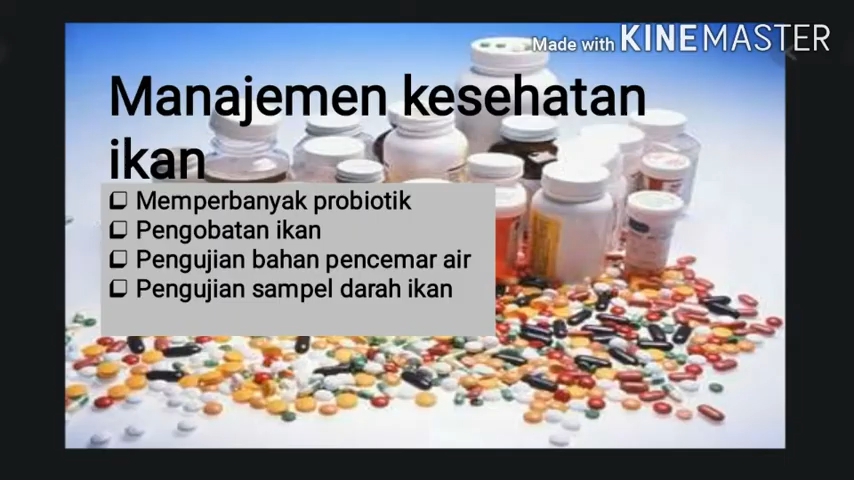 Made with KINEMASTER
Manajemen kesehatan
ikan
❑ Memperbanyak probiotik
❑ Pengobatan ikan
❑ Pengujian bahan pencemar air
❑ Pengujian sampel darah ikan